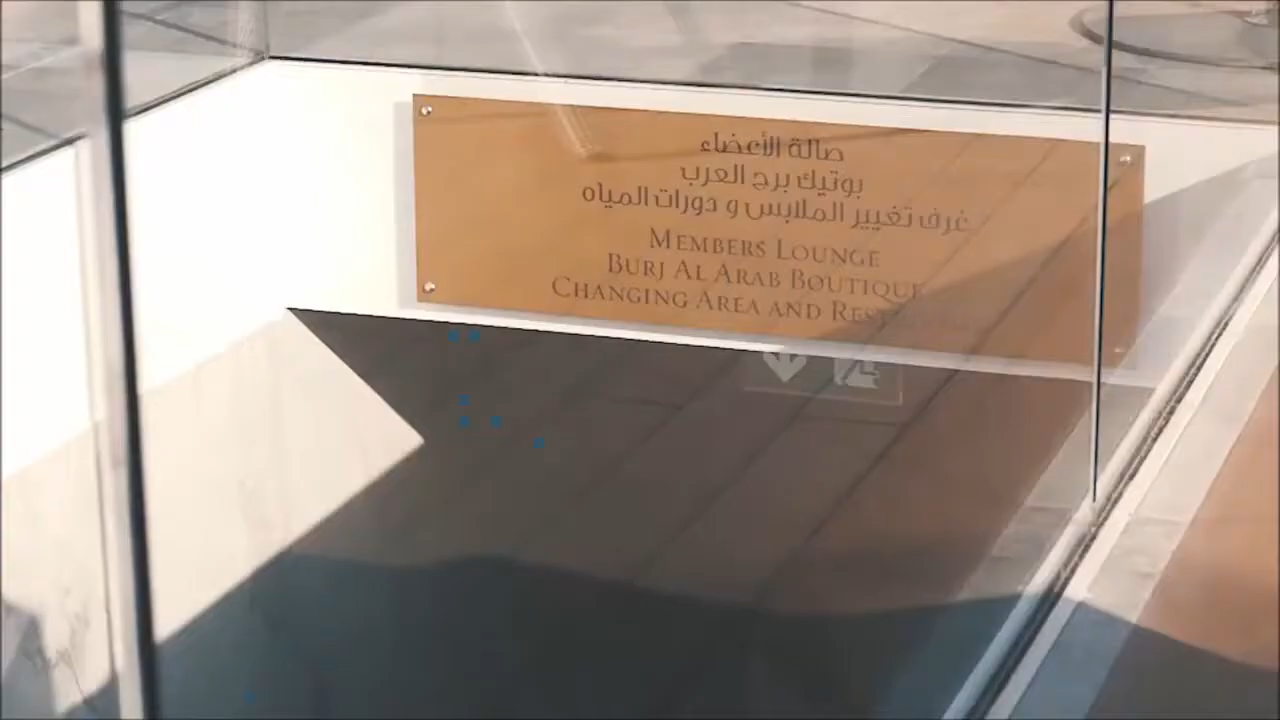 صالة الأعضاء
بوتيك برج العرب
غرف تغيير الملابس و دورات المياه
MEMBERS LOUNGE
BURJ AL ARAB BOUTIQUE
CHANGING AREA AND